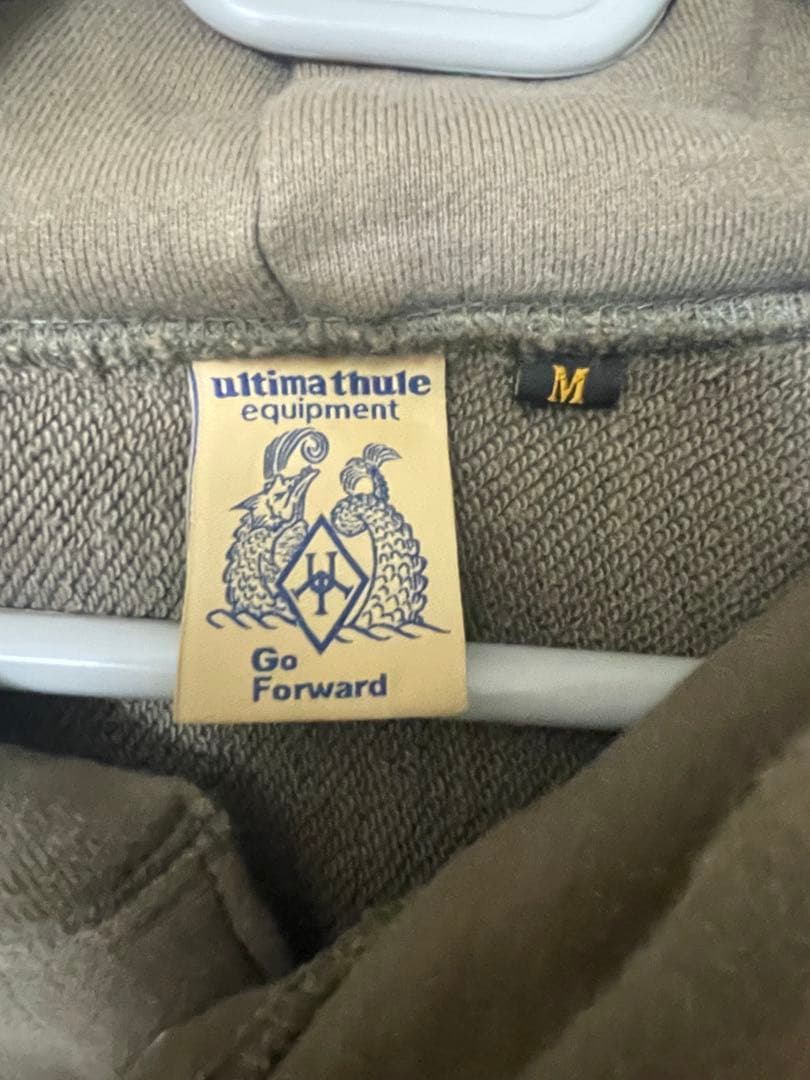 ultima thule
equipment
M
Go
Forward